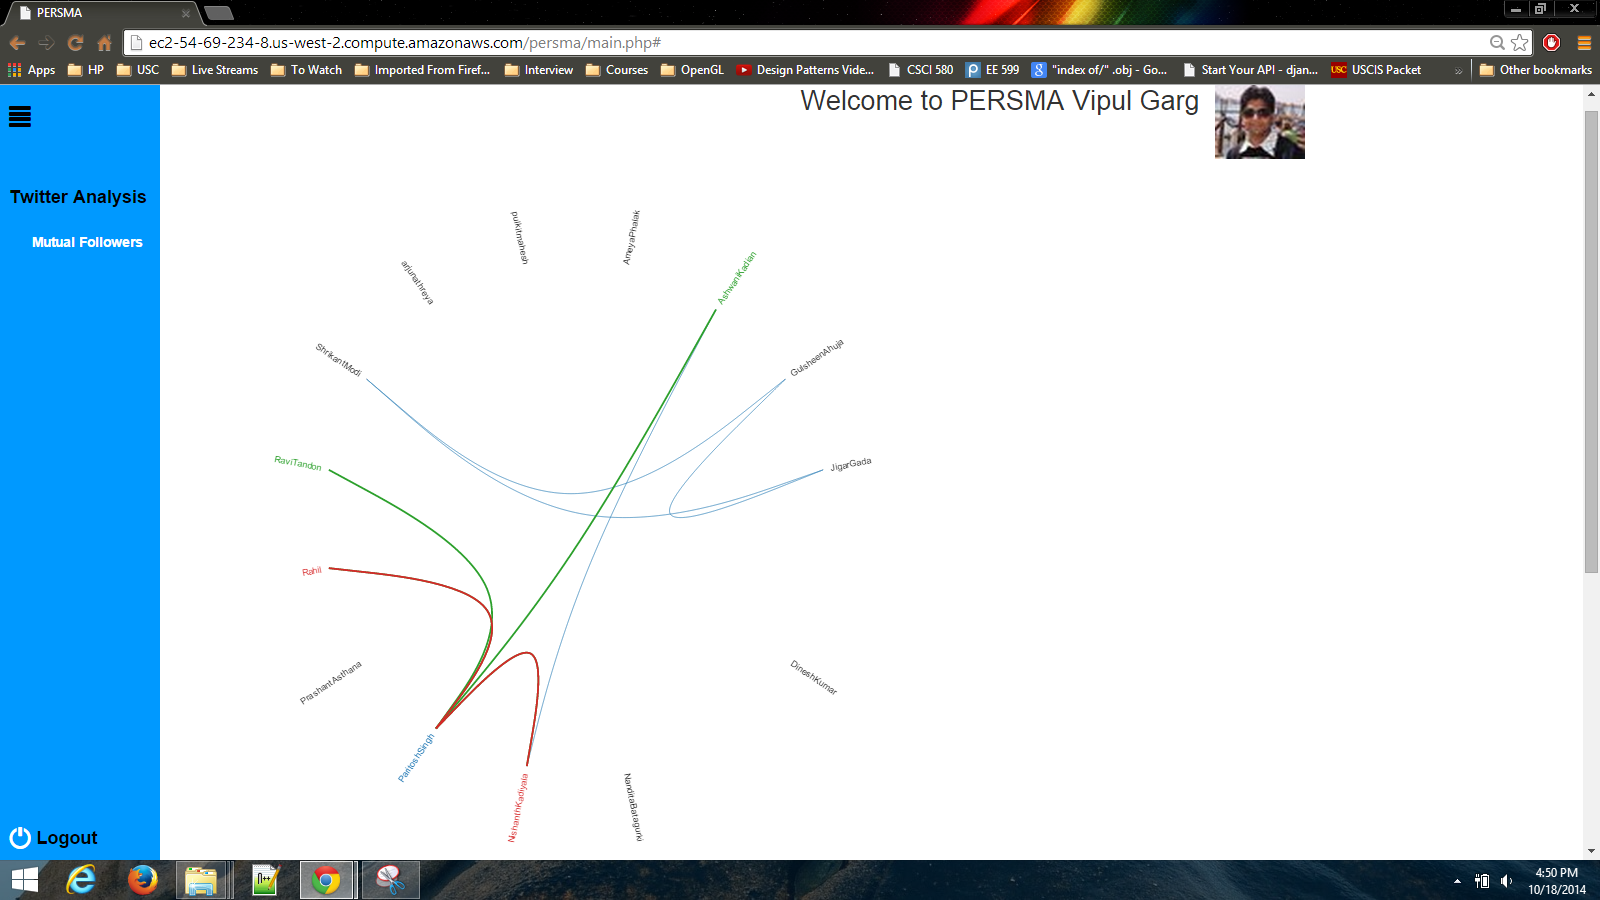 PERSMA
ec2-54-69-234-8.us-west-2.compute.amazonaws.com/persma/main.php#
Apps HP USC Live Streams To Watch Imported From Firef... Interview Courses OpenGL Design Patterns Vide... CSCI 580 EE 599 "index of/" .obj - Go... Start Your API - djan... USC USCIS Packet » Other bookmarks
Welcome to PERSMA Vipul Garg
Twitter Analysis
Mutual Followers
pulkitmahesh
AmeyaPhatak
arjunathreya
AshwaniKadian
ShrikantModi
GulsheenAhuja
RaviTandon
JigarGada
Rahil
PrashantAsthana
DineshKumar
ParitoshSingh
NishanthKadiyala
NanditaBatagurki
Logout
4:50 PM
10/18/2014